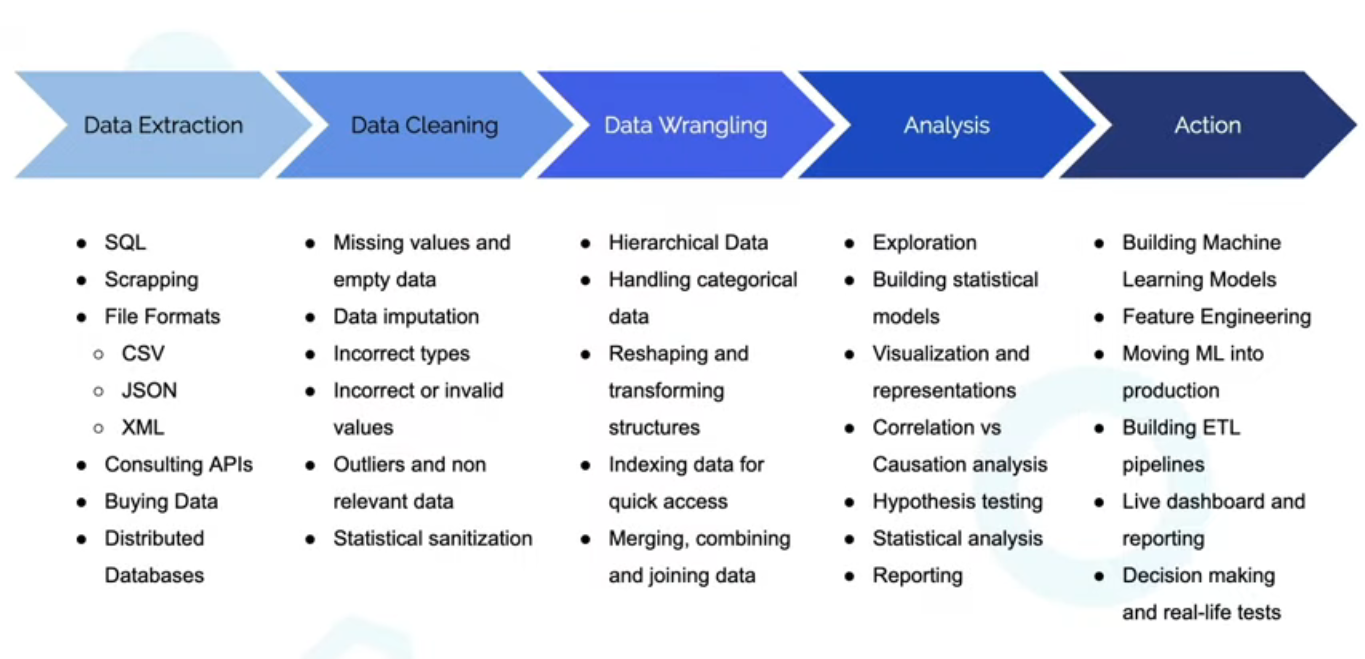 Data Extraction
Data Cleaning
Data Wrangling
Analysis
Action
● SQL
● Scrapping
● File Formats
○ CSV
○ JSON
○ XML
● Consulting APIs
● Buying Data
● Distributed
Databases
● Missing values and
empty data
● Data imputation
● Incorrect types
● Incorrect or invalid
values
● Outliers and non
relevant data
● Statistical sanitization
● Hierarchical Data
● Handling categorical
data
● Reshaping and
transforming
structures
● Indexing data for
quick access
● Merging, combining
and joining data
● Exploration
● Building statistical
models
● Visualization and
representations
● Correlation vs
Causation analysis
● Hypothesis testing
● Statistical analysis
● Reporting
● Building Machine
Learning Models
● Feature Engineering
● Moving ML into
production
● Building ETL
pipelines
● Live dashboard and
reporting
● Decision making
and real-life tests